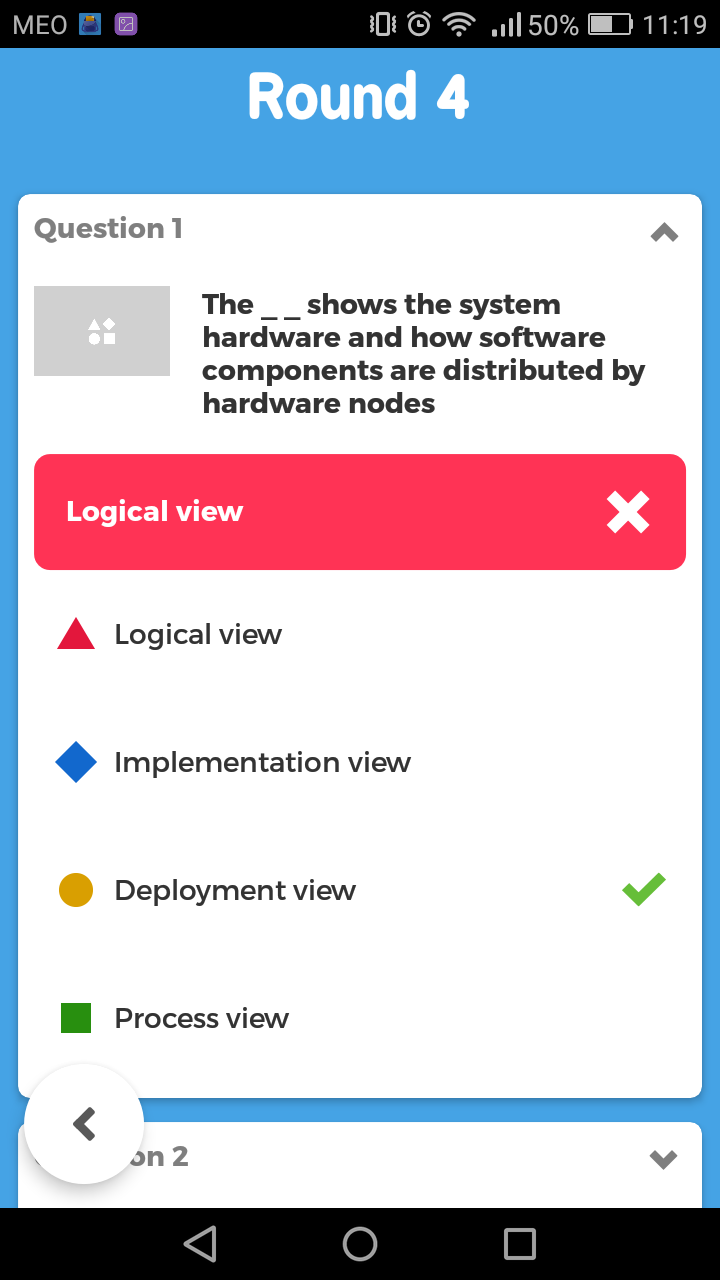 MEO 50% 11:19
Round 4
Question 1
The _ _ shows the system
hardware and how software
components are distributed by
hardware nodes
Logical view
Logical view
Implementation view
Deployment view
Process view
on 2